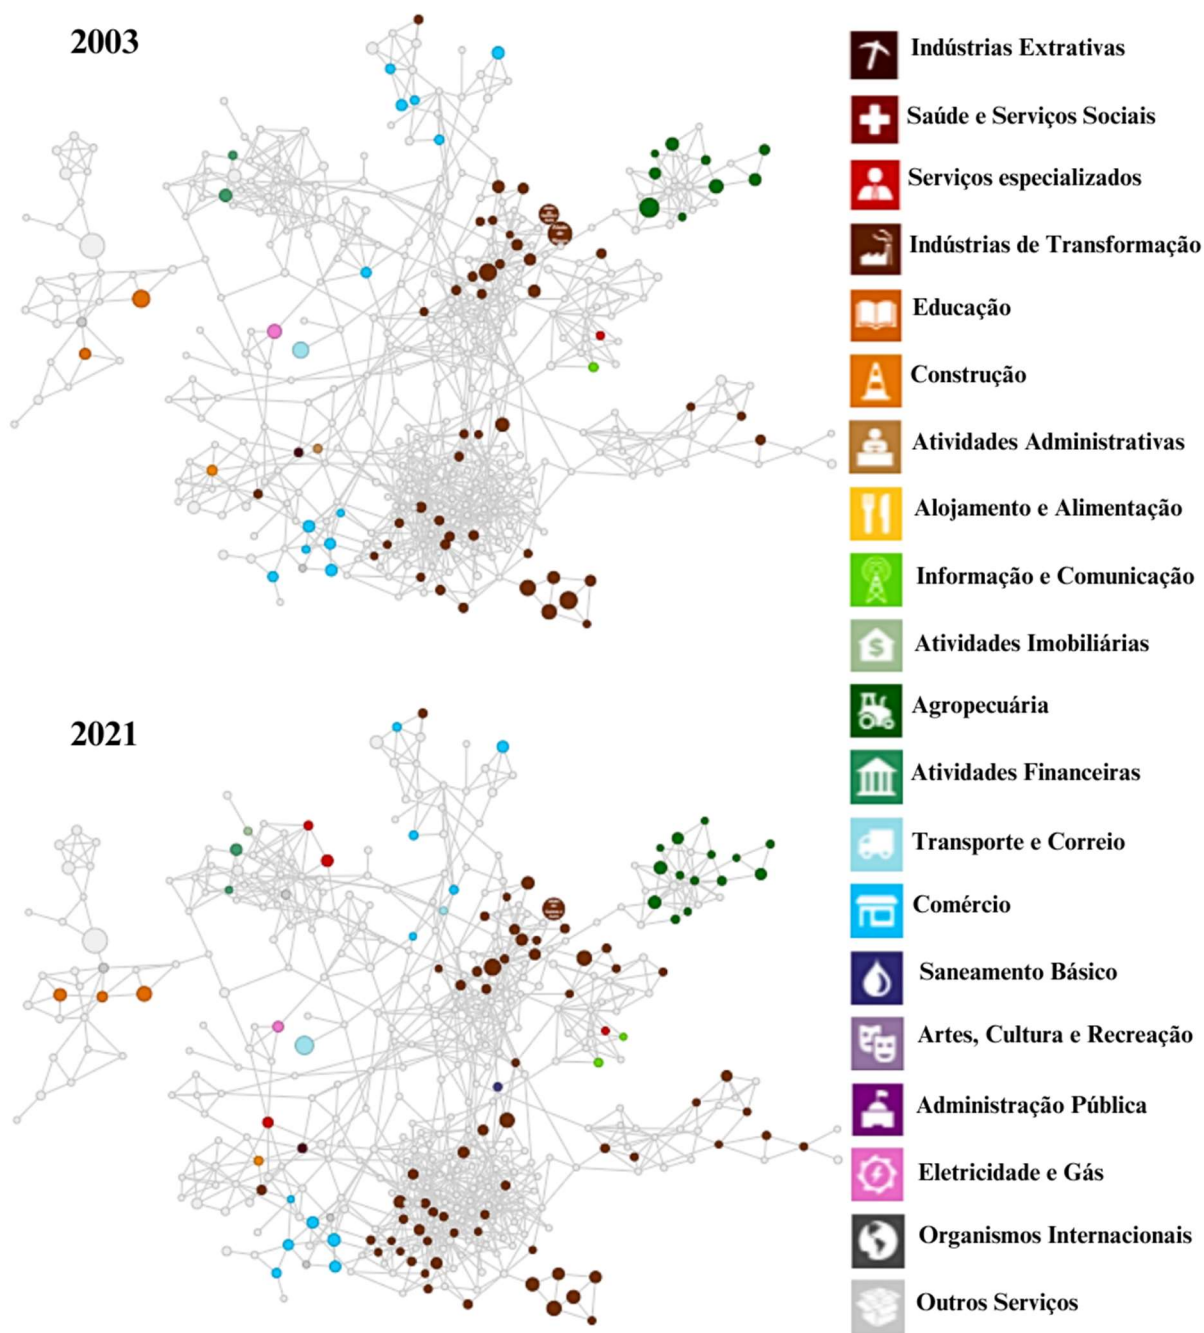 2003
Indústrias Extrativas
Saúde e Serviços Sociais
Serviços especializados
Indústrias de Transformação
Educação
Construção
Atividades Administrativas
Alojamento e Alimentação
Informação e Comunicação
Atividades Imobiliárias
Agropecuária
Atividades Financeiras
Transporte e Correio
Comércio
Saneamento Básico
Artes, Cultura e Recreação
Administração Pública
Eletricidade e Gás
Organismos Internacionais
Outros Serviços
2021